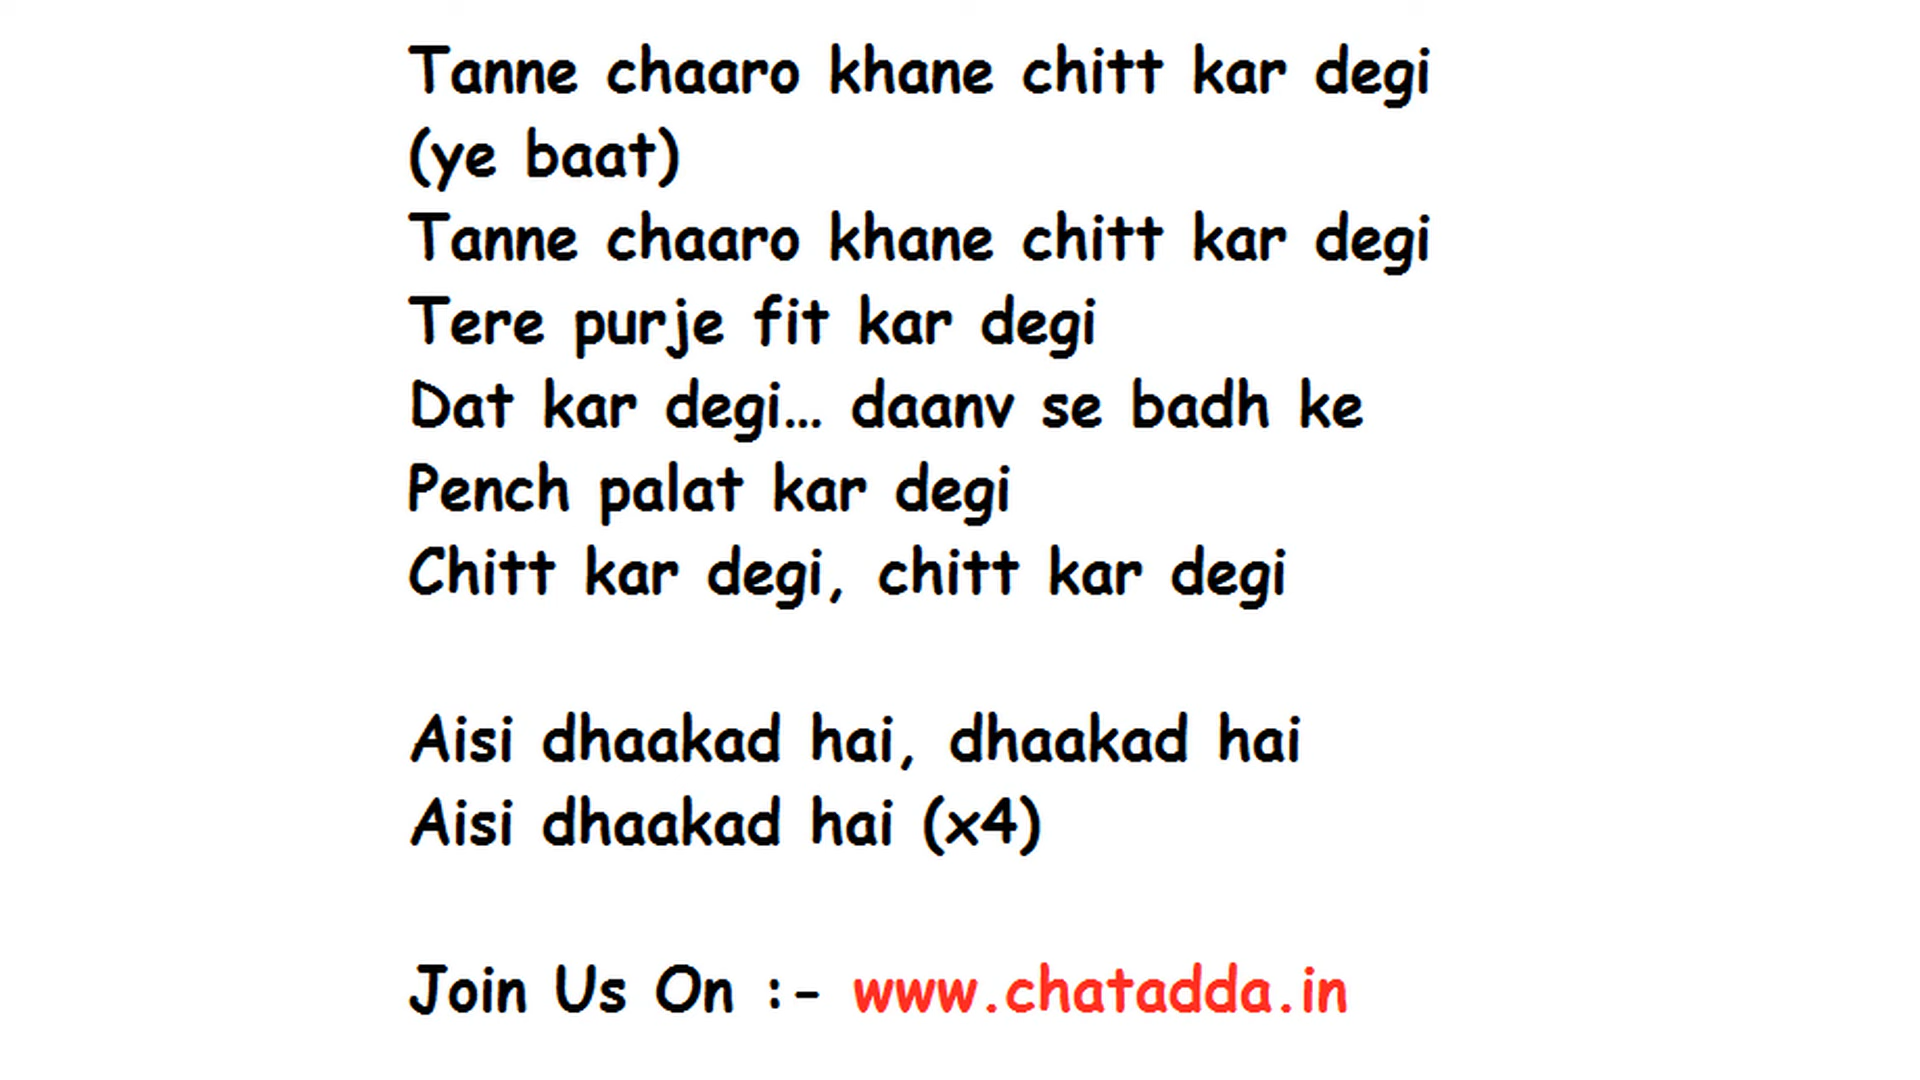 Tanne chaaro khane chitt kar degi
(ye baat)
Tanne chaaro khane chitt kar degi
Tere purje fit kar degi
Dat kar degi... daanv se badh ke
Pench palat kar degi
Chitt kar degi, chitt kar degi
Aisi dhaakad hai, dhaakad hai
Aisi dhaakad hai (x4)
Join Us On :- www.chatadda.in